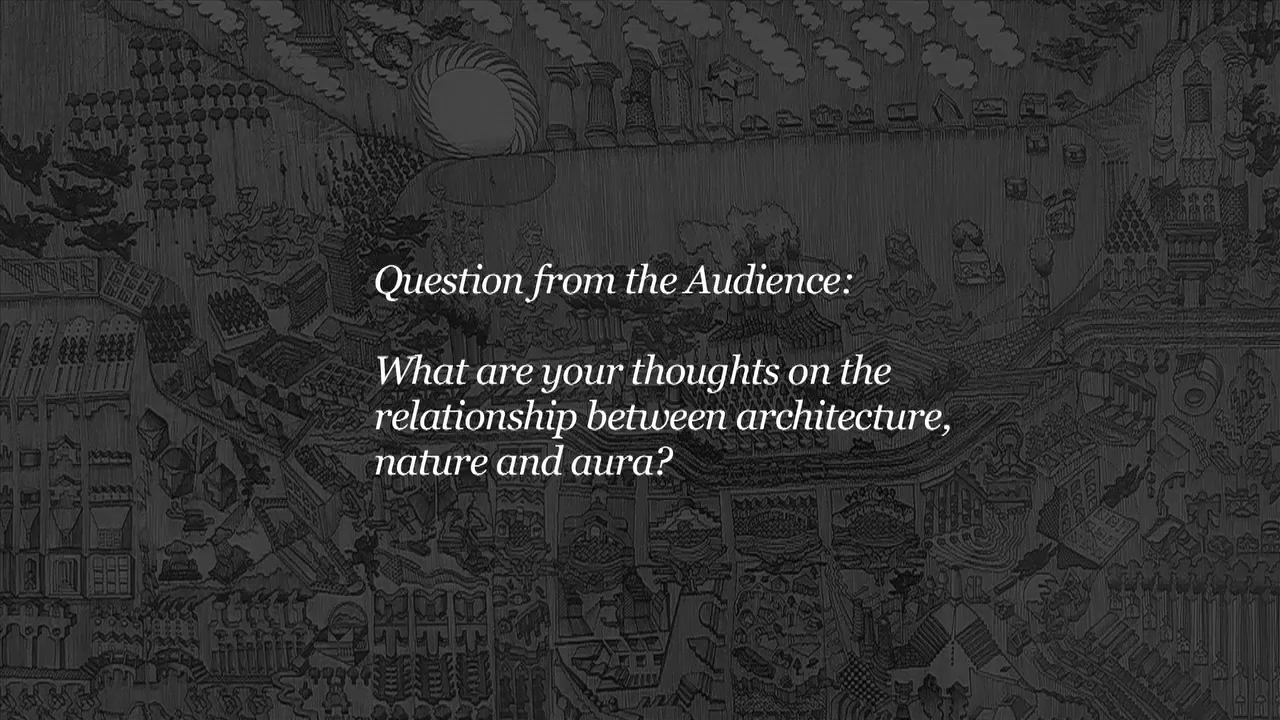 Question from the Audience:
What are your thoughts on the
relationship between architecture,
nature and aura?